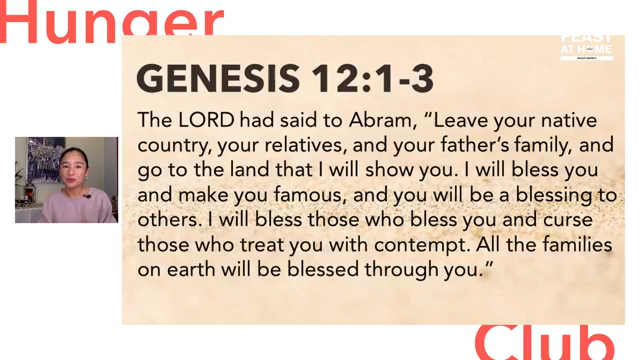 Hunger
FEAST
AT HOME
GENESIS 12:1-3
The LORD had said to Abram, “Leave your native
country, your relatives, and your father’s family, and
go to the land that I will show you. I will bless you
and make you famous, and you will be a blessing to
others. I will bless those who bless you and curse
those who treat you with contempt. All the families
on earth will be blessed through you.”
Club